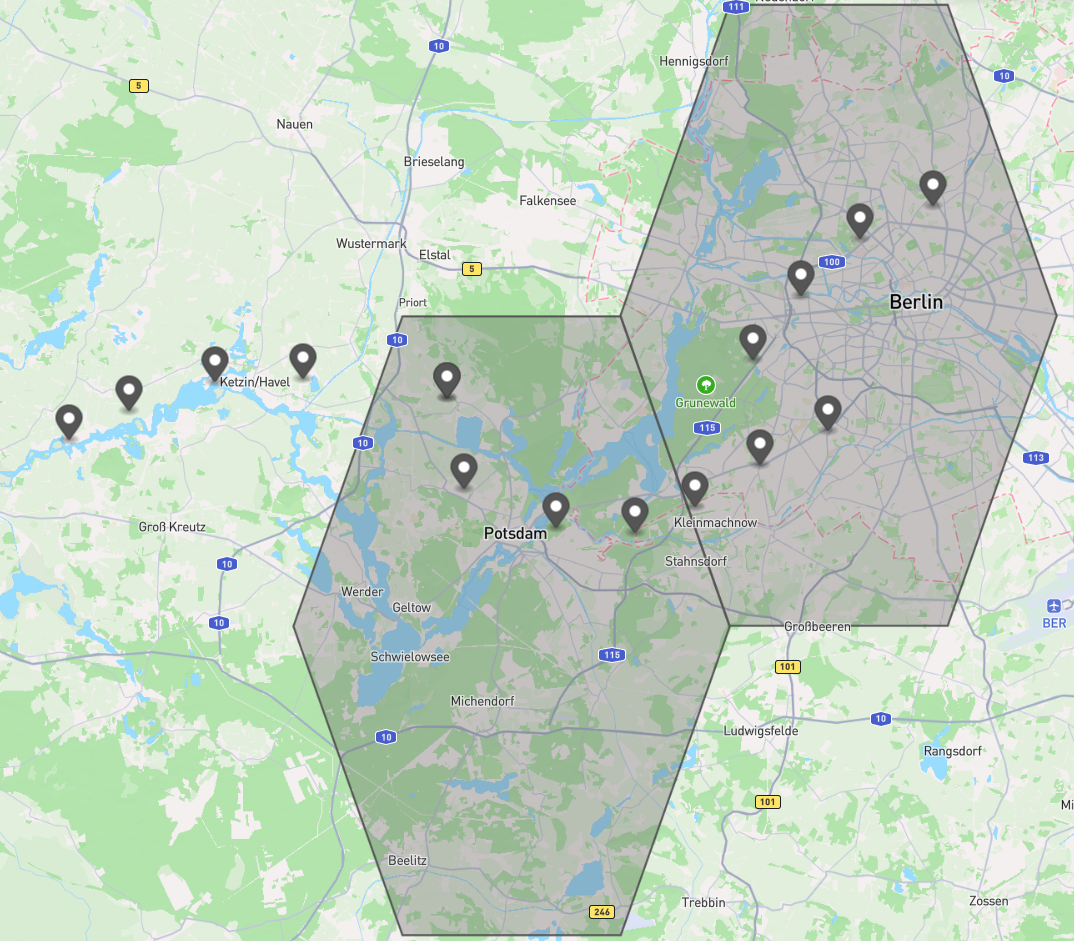 111
10
Hennigsdorf
10
5
Nauen
Brieselang
Falkensee
Wustermark
Elstal
5
100
Berlin
Priort
10
Ketzin/Havel
Grunewald
115
10
113
Groß Kreutz
Potsdam
Kleinmachnow
10
Stahnsdorf
Werder
Geltow
BER
10
Großbeeren
Schwielowsee
115
101
Michendorf
10
10
Ludwigsfelde
Rangsdorf
101
Beelitz
246
Trebbin
Zossen